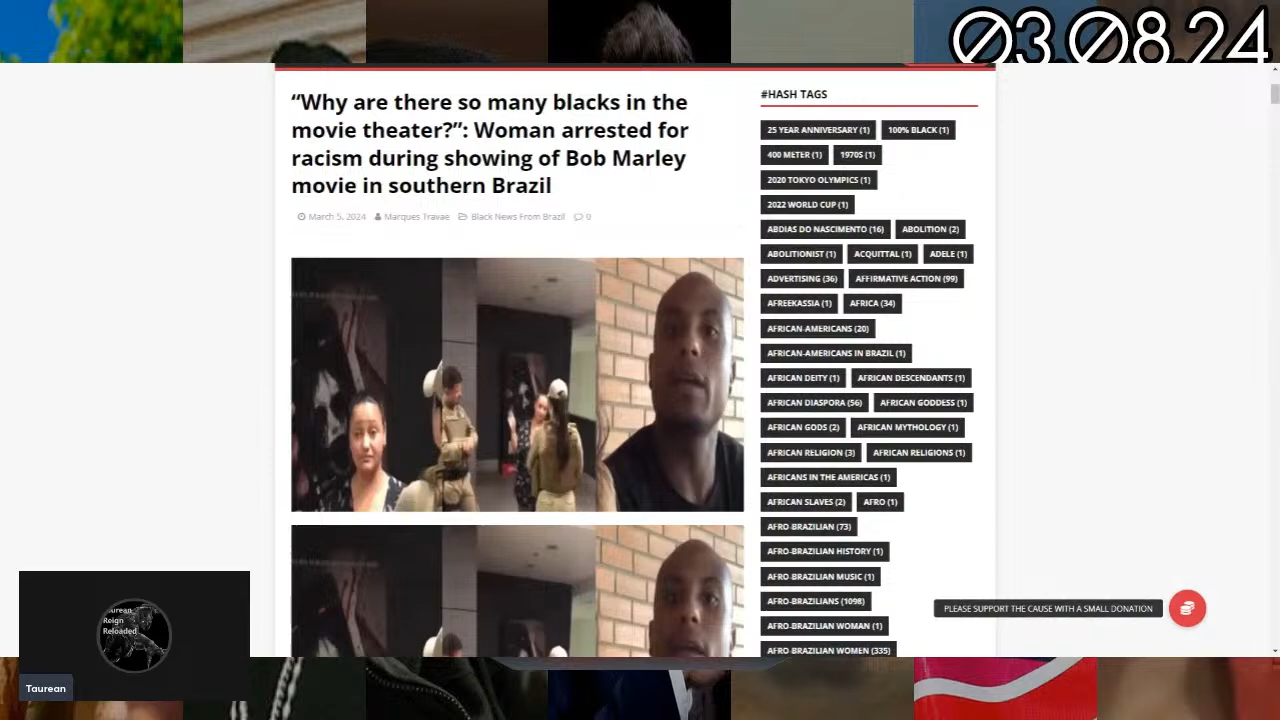 03.08.24
“Why are there so many blacks in the
movie theater?”: Woman arrested for
racism during showing of Bob Marley
movie in southern Brazil
March 5, 2024 Marques Travae Black News From Brazil 0
#HASH TAGS
25 YEAR ANNIVERSARY (1) 100% BLACK (1)
400 METER (1) 1970S (1)
2020 TOKYO OLYMPICS (1)
2022 WORLD CUP (1)
ABDIAS DO NASCIMENTO (16) ABOLITION (2)
ABOLITIONIST (1) ACQUITTAL (1) ADELE (1)
ADVERTISING (36) AFFIRMATIVE ACTION (99)
AFREEKASSIA (1) AFRICA (34)
AFRICAN-AMERICANS (20)
AFRICAN-AMERICANS IN BRAZIL (1)
AFRICAN DEITY (1) AFRICAN DESCENDANTS (1)
AFRICAN DIASPORA (56) AFRICAN GODDESS (1)
AFRICAN GODS (2) AFRICAN MYTHOLOGY (1)
AFRICAN RELIGION (3) AFRICAN RELIGIONS (1)
AFRICANS IN THE AMERICAS (1)
AFRICAN SLAVES (2) AFRO (1)
AFRO-BRAZILIAN (73)
AFRO-BRAZILIAN HISTORY (1)
AFRO-BRAZILIAN MUSIC (1)
AFRO-BRAZILIANS (1098)
AFRO-BRAZILIAN WOMAN (1)
AFRO-BRAZILIAN WOMEN (335)
PLEASE SUPPORT THE CAUSE WITH A SMALL DONATION
Taurean
Reign
Reloaded
Taurean